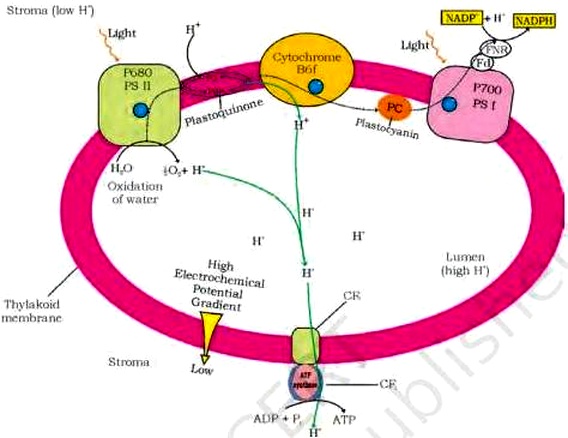 Stroma (low H⁺)
NADP⁺ + H⁺
NADPH
Light
H⁺
FNR
Light
Fd
Cytochrome
B6f
P680
PS II
P700
PS I
PC
Plastoquinone
Plastocyanin
H⁺
H₂O
½O₂+ H⁺
Oxidation
of water
H⁺
H⁺
H⁺
Lumen
(high H⁺)
High
Electrochemical
Potential
Gradient
H⁺
CF₀
Thylakoid
membrane
Stroma
Low
ATP
synthase
CF₁
ADP + Pᵢ
ATP
H⁺